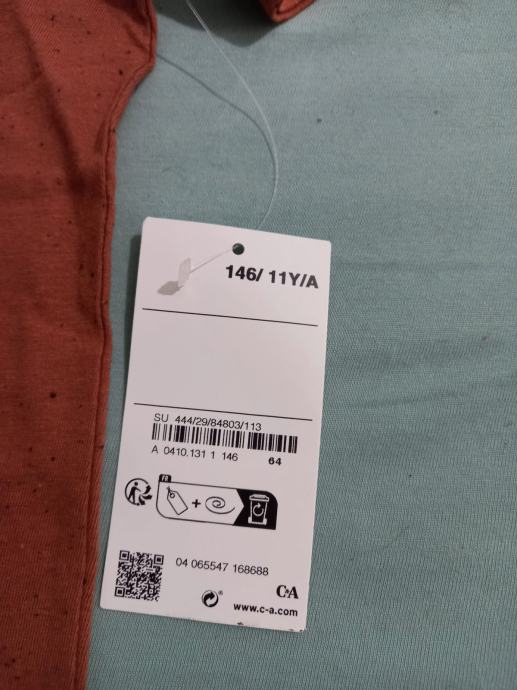 146/ 11Y/A
SU 444/29/84803/113
A 0410.131 1 146 64
FR
+
04 065547 168688
C&A
www.c-a.com